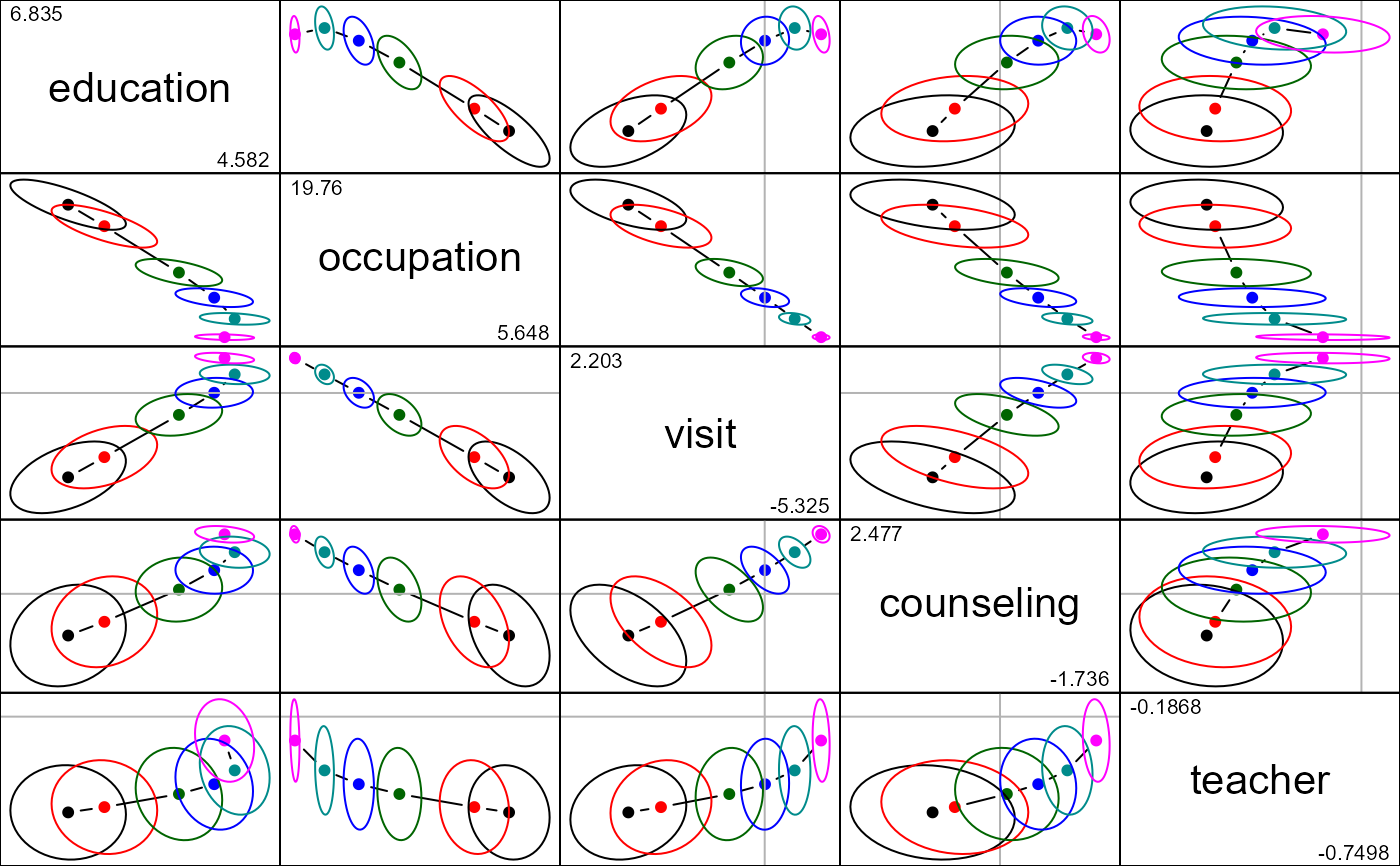 6.835
education
4.582
19.76
occupation
5.648
2.203
visit
-5.325
2.477
counseling
-1.736
-0.1868
teacher
-0.7498